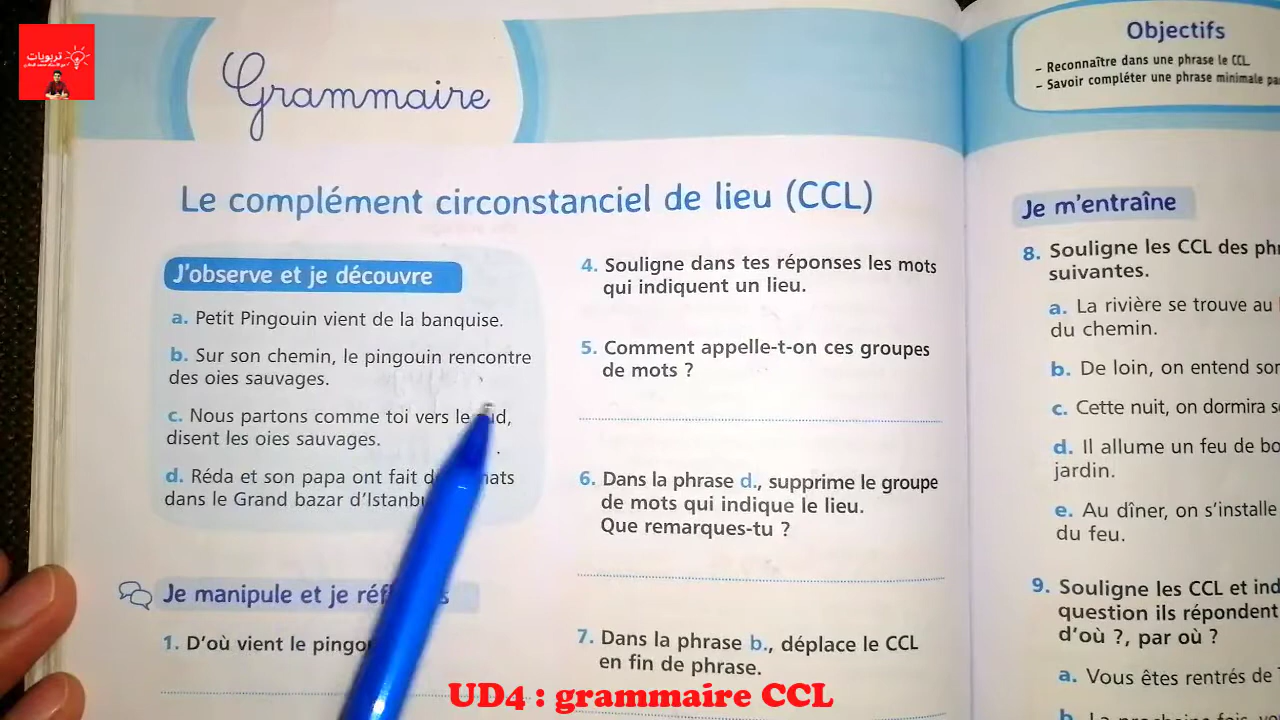 تربويات
Grammaire
Objectifs
- Reconnaître dans une phrase le CCL
- Savoir compléter une phrase minimale
Le complément circonstanciel de lieu (CCL)
J'observe et je découvre
a. Petit Pingouin vient de la banquise.
b. Sur son chemin, le pingouin rencontre
des oies sauvages.
c. Nous partons comme toi vers le sud,
disent les oies sauvages.
d. Réda et son papa ont fait
dans le Grand bazar
Je manipule et je
1. D'où vient le
4. Souligne dans tes réponses les mots
qui indiquent un lieu.
5. Comment appelle-t-on ces groupes
de mots ?
6. Dans la phrase d., supprime le groupe
de mots qui indique le lieu.
Que remarques-tu ?
7. Dans la phrase b., déplace le CCL
en fin de phrase.
Je m'entraîne
8. Souligne les CCL des
suivantes.
a. La rivière se trouve au
du chemin.
b. De loin, on entend
c. Cette nuit, on dormira
d. Il allume un feu de
jardin.
e. Au dîner, on s'installe
du feu.
9. Souligne les CCL et
question ils répondent
d'où ?, par où ?
a. Vous êtes rentrés de
UD4 : grammaire CCL